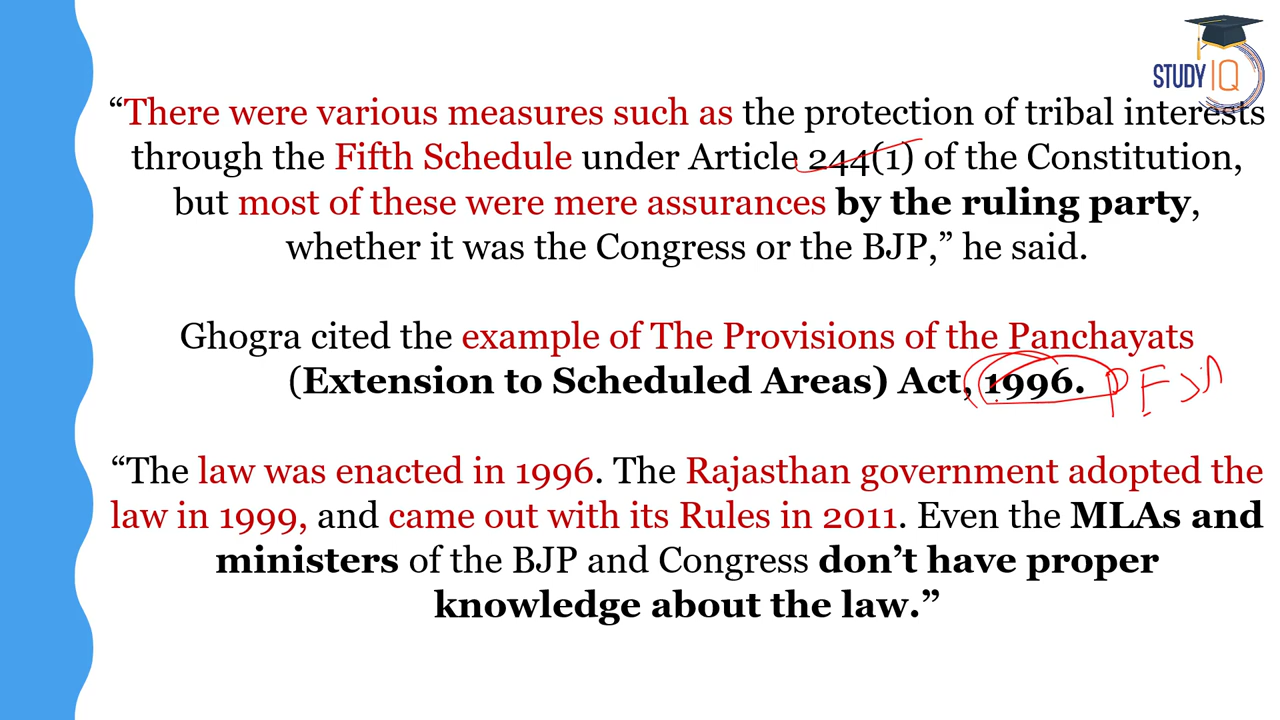 STUDY IQ
“There were various measures such as the protection of tribal interests
through the Fifth Schedule under Article 244(1) of the Constitution,
but most of these were mere assurances by the ruling party,
whether it was the Congress or the BJP,” he said.
Ghogra cited the example of The Provisions of the Panchayats
(Extension to Scheduled Areas) Act, 1996.
“The law was enacted in 1996. The Rajasthan government adopted the
law in 1999, and came out with its Rules in 2011. Even the MLAs and
ministers of the BJP and Congress don’t have proper
knowledge about the law.”